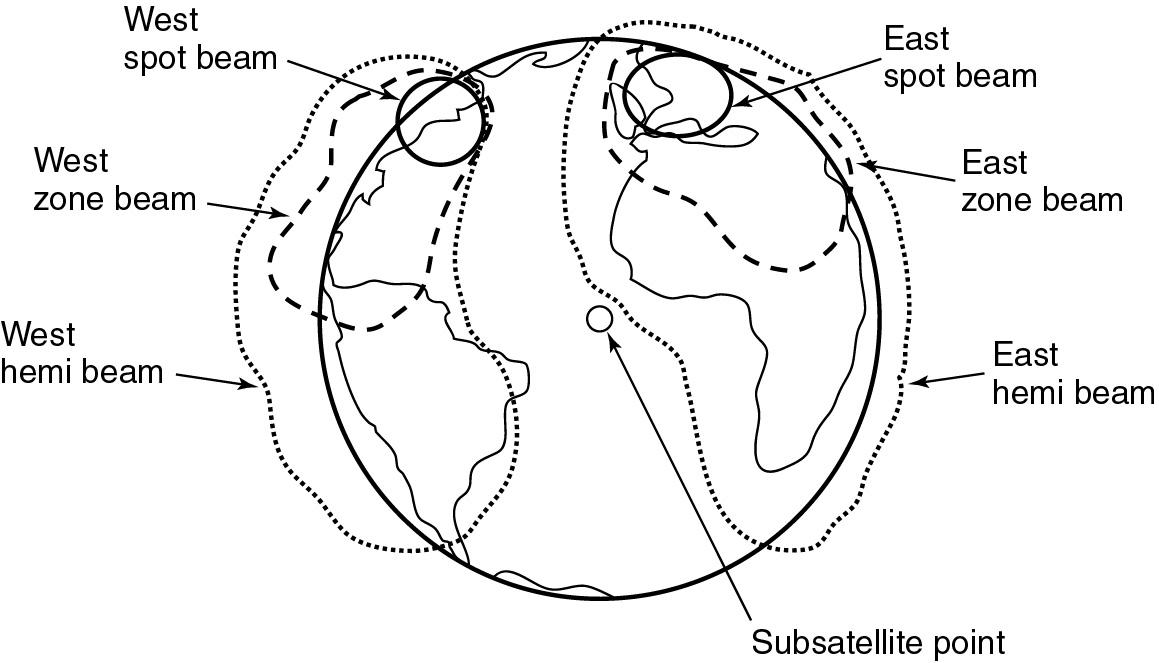 West
spot beam
East
spot beam
West
zone beam
East
zone beam
West
hemi beam
East
hemi beam
Subsatellite point